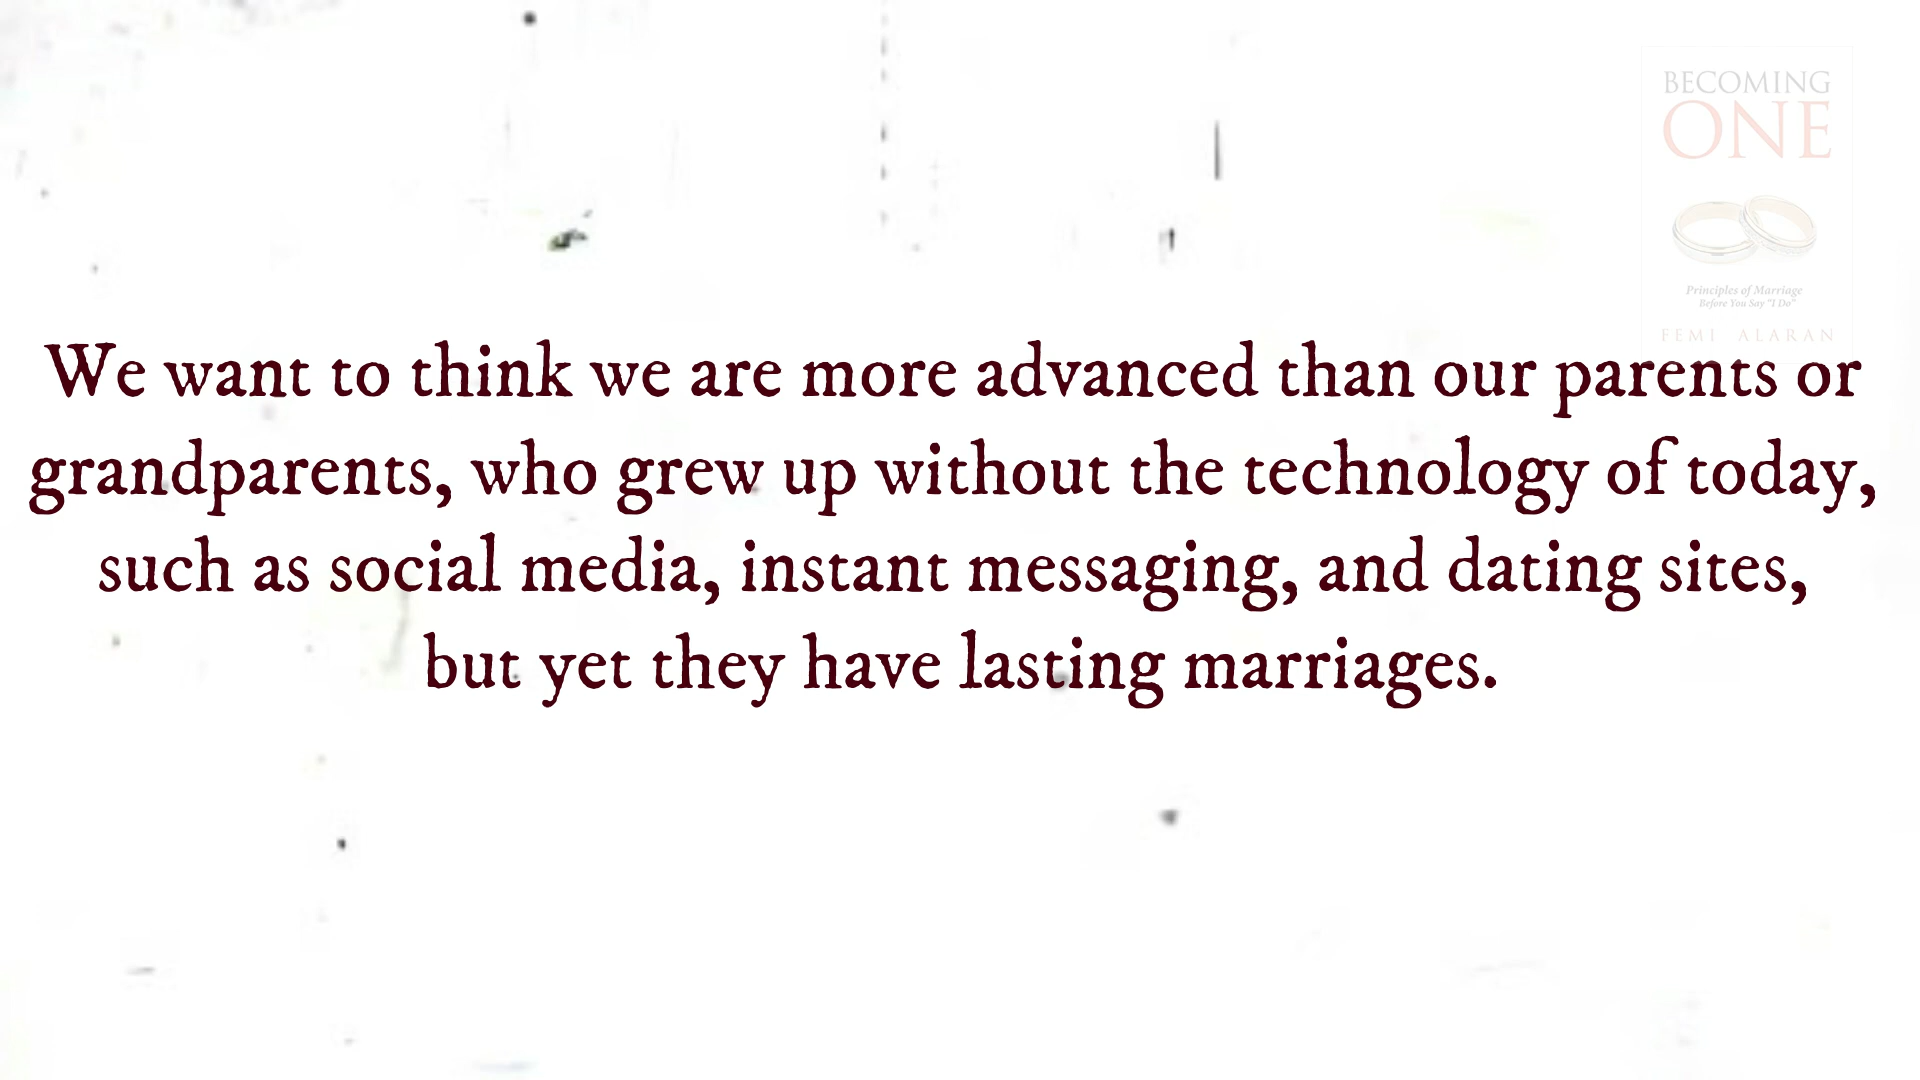 BECOMING
ONE
Principles of Marriage
Before You Say "I Do"
FEMI ALARAN
We want to think we are more advanced than our parents or
grandparents, who grew up without the technology of today,
such as social media, instant messaging, and dating sites,
but yet they have lasting marriages.